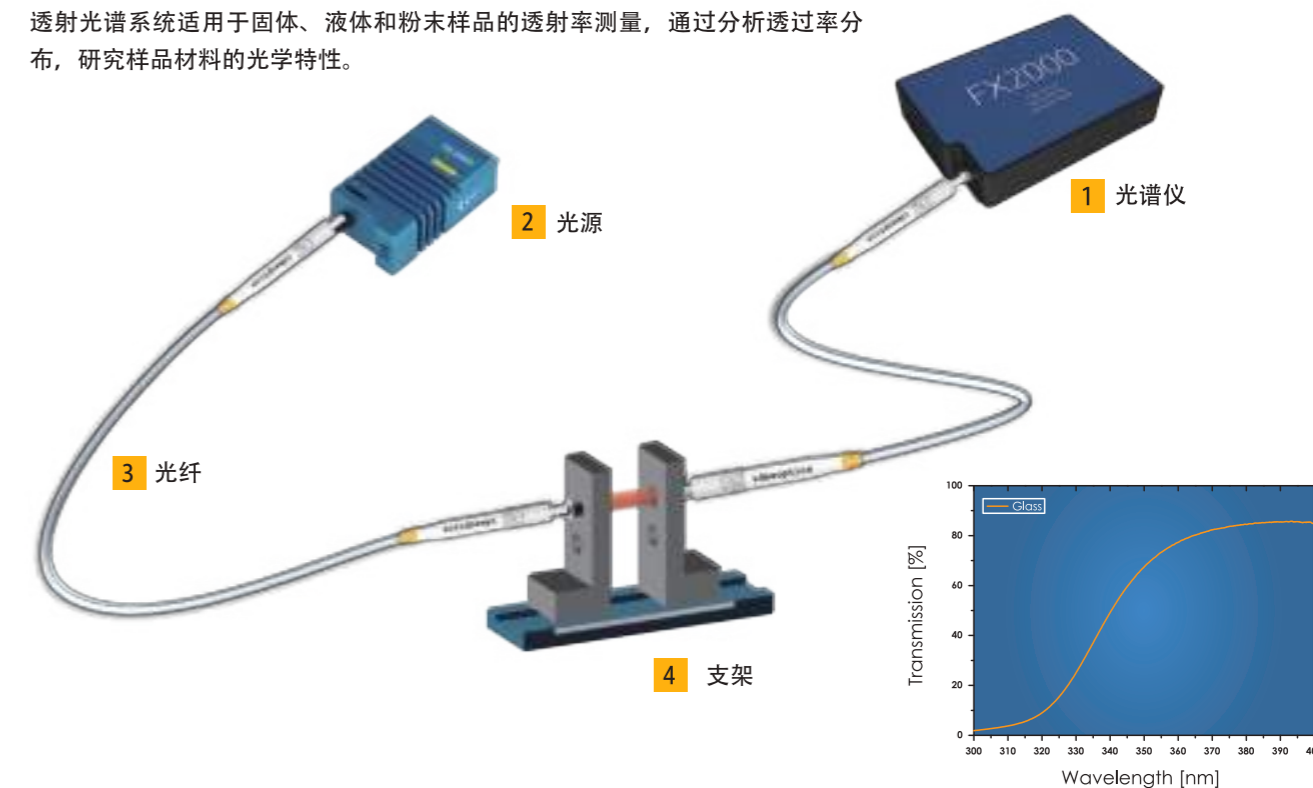 透射光谱系统适用于固体、液体和粉末样品的透射率测量，通过分析透过率分
布，研究样品材料的光学特性。
FX2000
1 光谱仪
2 光源
3 光纤
4 支架
Glass
Transmission [%]
100
80
60
40
20
0
300 310 320 330 340 350 360 370 380 390
Wavelength [nm]